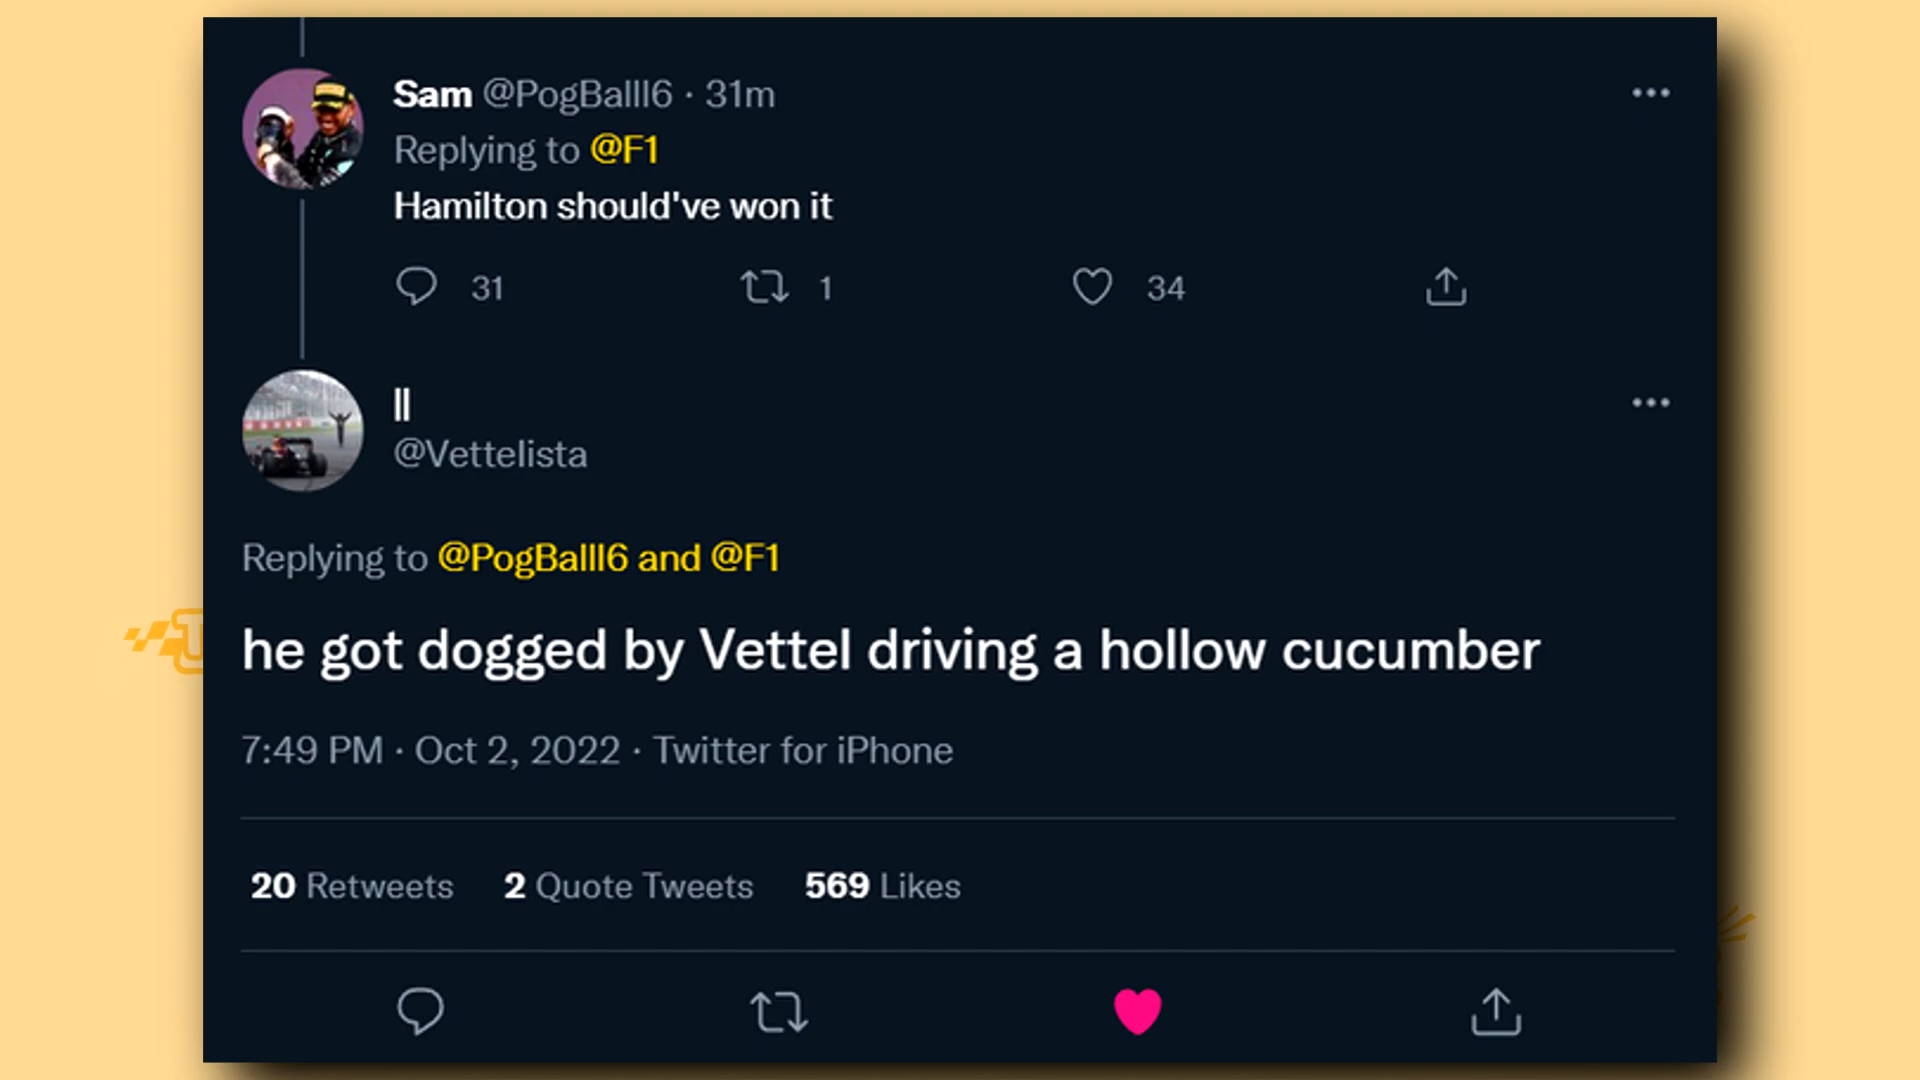 Sam @PogBalll6 · 31m
Replying to @F1
Hamilton should've won it
31 1 34
||
@Vettelista
Replying to @PogBalll6 and @F1
he got dogged by Vettel driving a hollow cucumber
7:49 PM · Oct 2, 2022 · Twitter for iPhone
20 Retweets 2 Quote Tweets 569 Likes